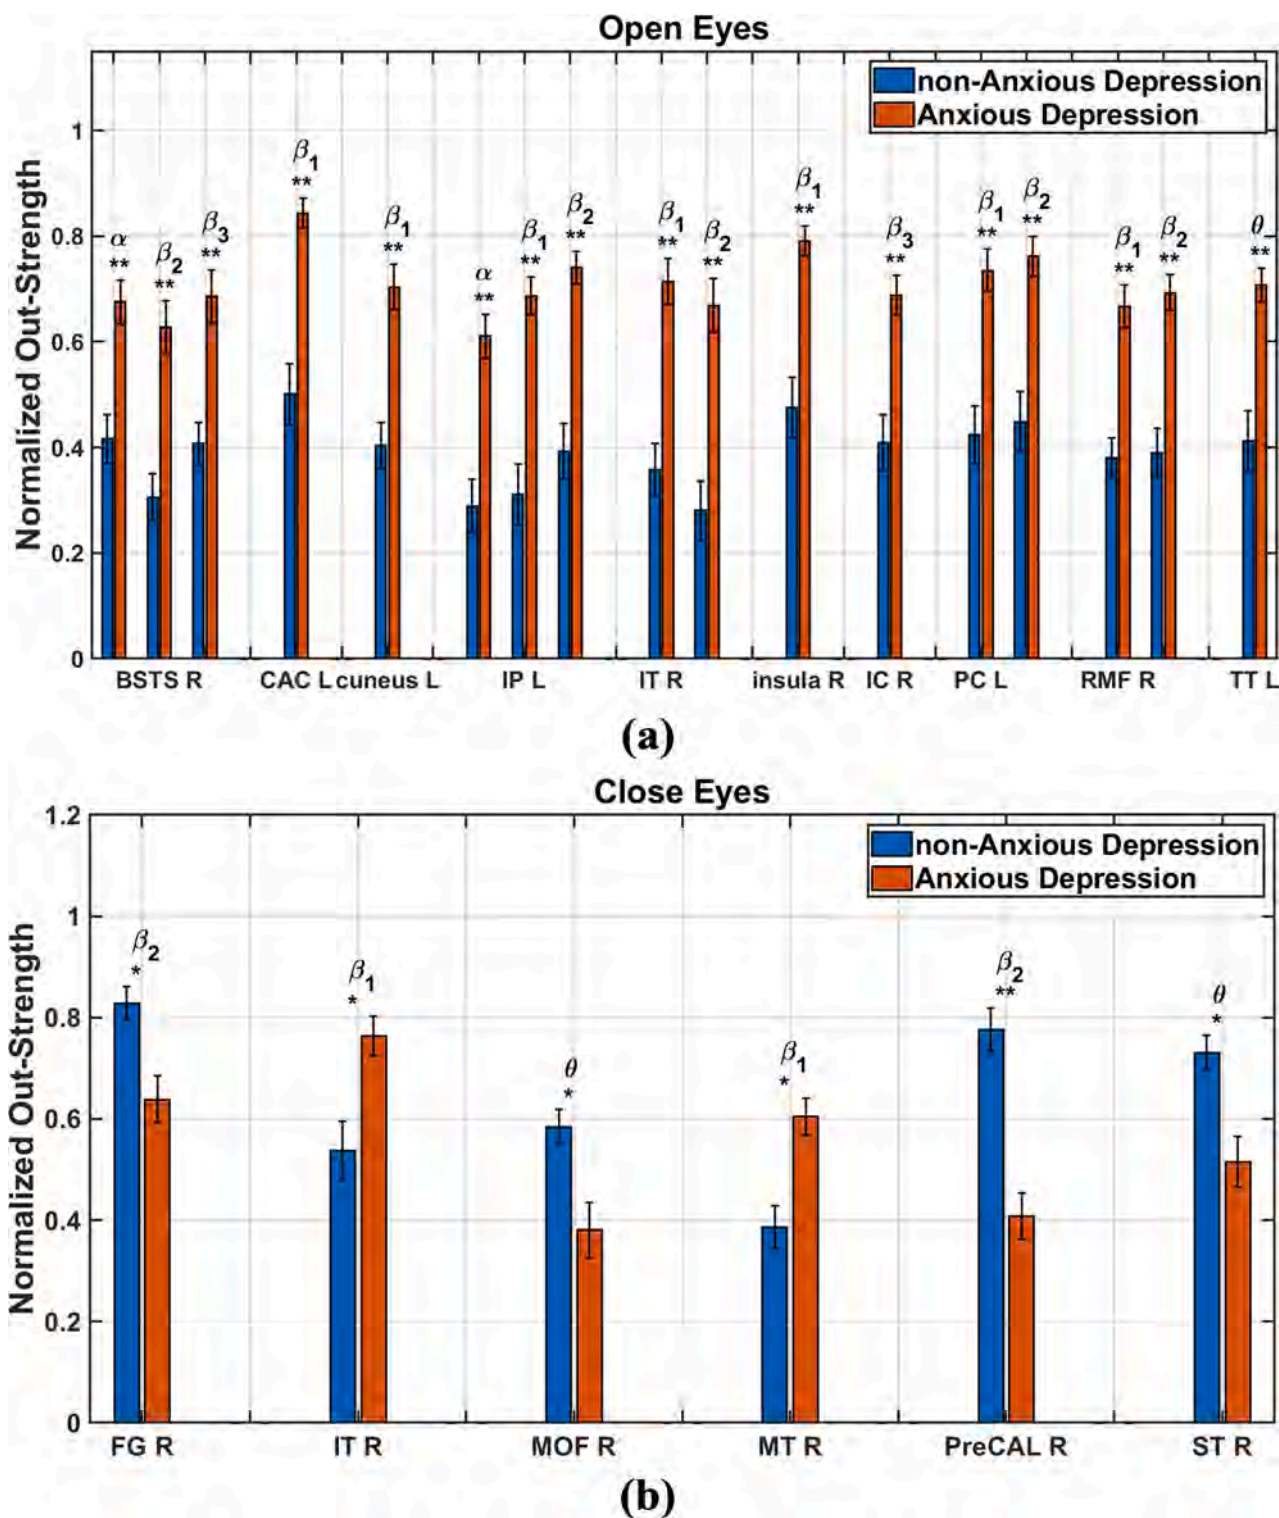 Open Eyes
non-Anxious Depression
Anxious Depression
Normalized Out-Strength
1
0.8
0.6
0.4
0.2
0
α
**
β2
**
β3
**
β1
**
β1
**
α
**
β1
**
β2
**
β1
**
β2
**
β1
**
β3
**
β1
**
β2
**
β1
**
β2
**
θ
**
BSTS R CAC L cuneus L IP L IT R insula R IC R PC L RMF R TT L
(a)
Close Eyes
non-Anxious Depression
Anxious Depression
Normalized Out-Strength
1.2
1
0.8
0.6
0.4
0.2
0
β2
*
β1
*
θ
*
β1
*
β2
**
θ
*
FG R IT R MOF R MT R PreCAL R ST R
(b)